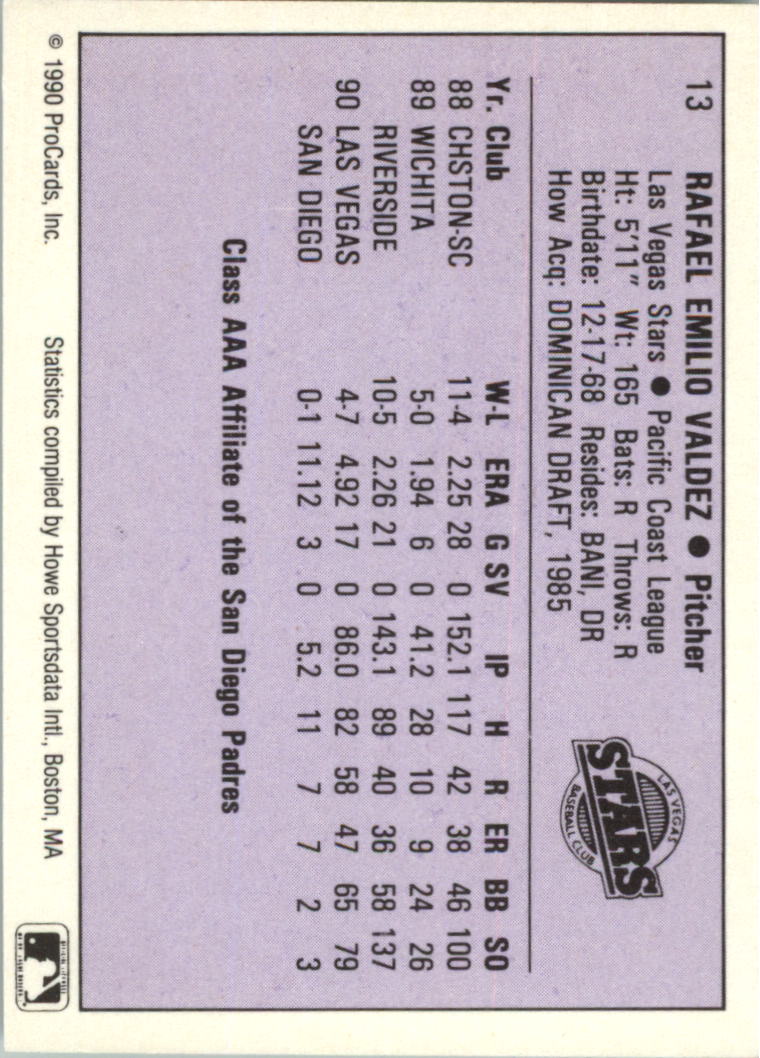 13 RAFAEL EMILIO VALDEZ ● Pitcher
Las Vegas Stars ● Pacific Coast League
Ht: 5'11" Wt: 165 Bats: R Throws: R
Birthdate: 12-17-68 Resides: BANI, DR
How Acq: DOMINICAN DRAFT, 1985
LAS VEGAS
STARS
BASEBALL CLUB
Yr. Club W-L ERA G SV IP H R ER BB SO
88 CHSTON-SC 11-4 2.25 28 0 152.1 117 42 38 46 100
89 WICHITA 5-0 1.94 6 0 41.2 28 10 9 24 26
RIVERSIDE 10-5 2.26 21 0 143.1 89 40 36 58 137
90 LAS VEGAS 4-7 4.92 17 0 86.0 82 58 47 65 79
SAN DIEGO 0-1 11.12 3 0 5.2 11 7 7 2 3
Class AAA Affiliate of the San Diego Padres
© 1990 ProCards, Inc. Statistics compiled by Howe Sportsdata Intl., Boston, MA